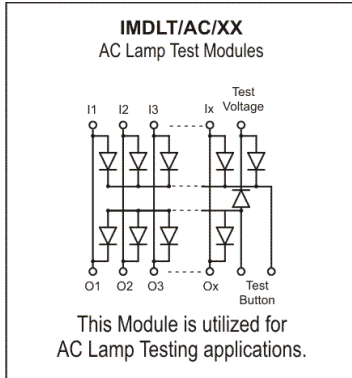 IMDLT/AC/XX
AC Lamp Test Modules
Test
Voltage
I1 I2 I3 Ix
O1 O2 O3 Ox
Test
Button
This Module is utilized for
AC Lamp Testing applications.